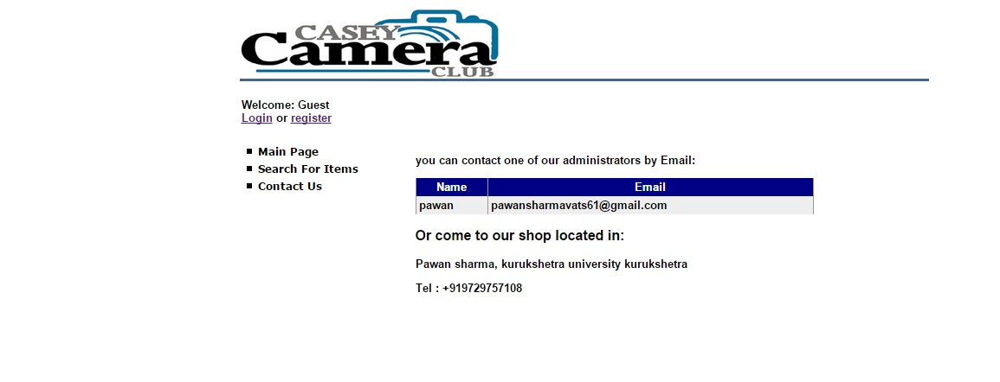 CASEY
Camera
CLUB
Welcome: Guest
Login or register
Main Page
Search For Items
Contact Us
you can contact one of our administrators by Email:
Name Email
pawan pawansharmavats61@gmail.com
Or come to our shop located in:
Pawan sharma, kurukshetra university kurukshetra
Tel : +919729757108